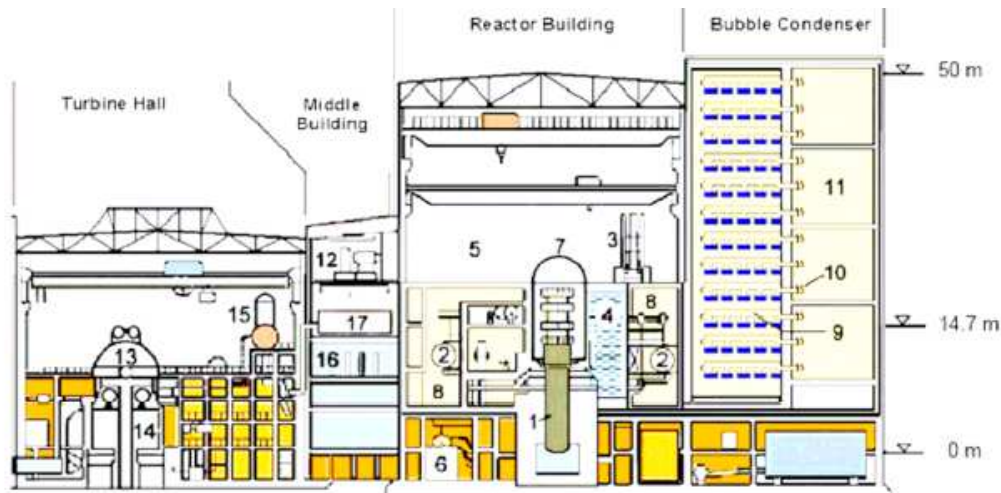 Reactor Building
Bubble Condenser
50 m
Turbine Hall
Middle
Building
11
3
7
12
5
10
15
8
17
4
14.7 m
13
9
16
2
2
8
1
14
6
0 m